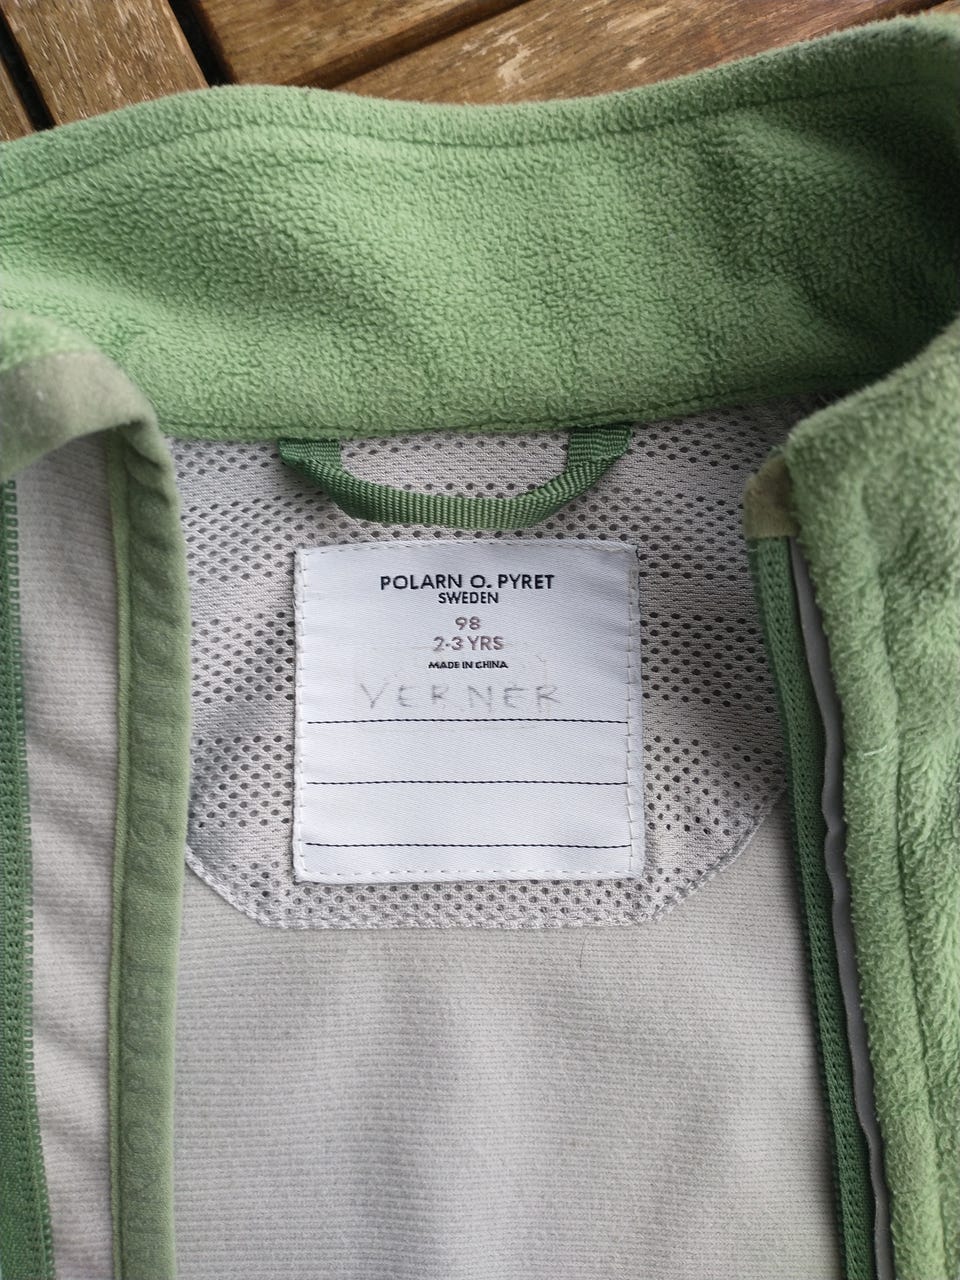 POLARN O. PYRET
SWEDEN
98
2-3 YRS
MADE IN CHINA
VERNER